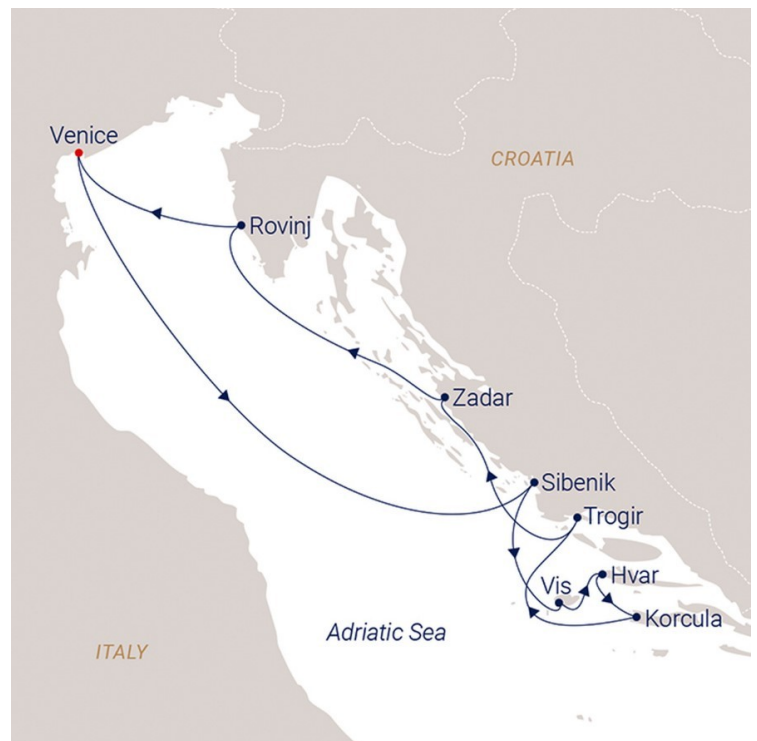 Venice
CROATIA
Rovinj
Zadar
Sibenik
Trogir
Hvar
Vis
Korcula
Adriatic Sea
ITALY